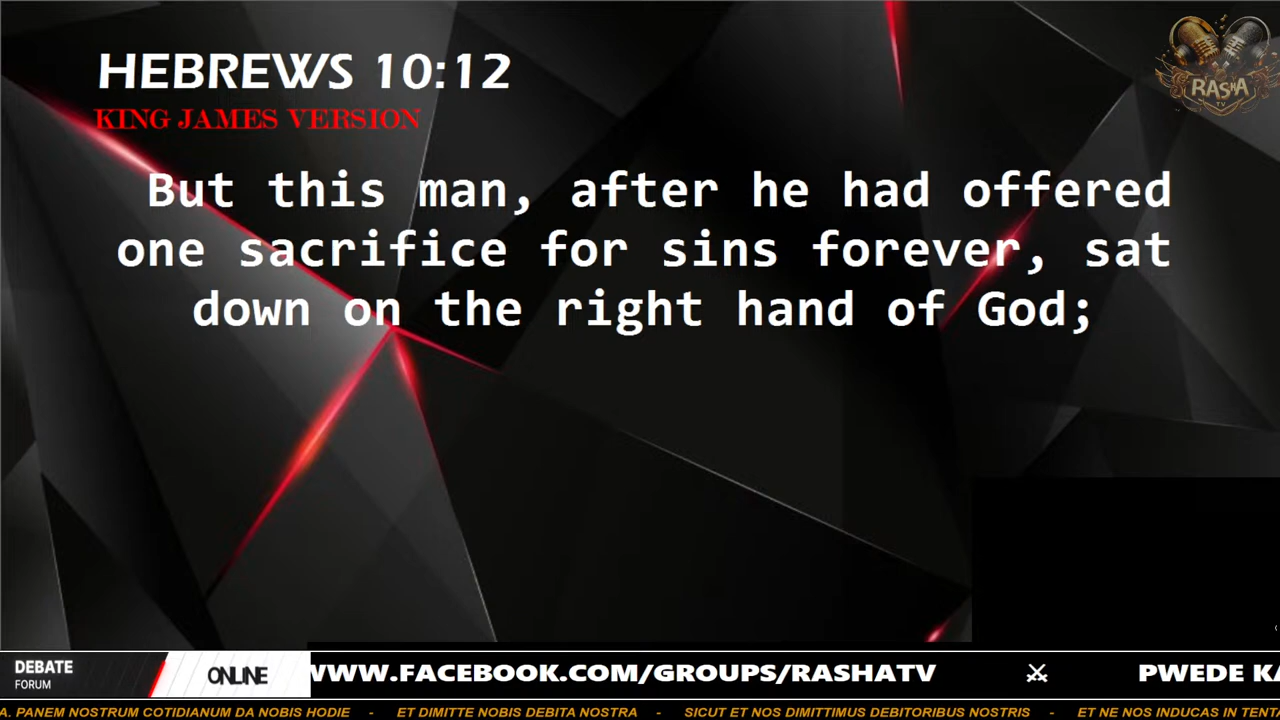 HEBREWS 10:12
KING JAMES VERSION
But this man, after he had offered
one sacrifice for sins forever, sat
down on the right hand of God;
RASHA
TV
DEBATE
FORUM
ONLINE
WWW.FACEBOOK.COM/GROUPS/RASHATV ⚔ PWEDE KA
A. PANEM NOSTRUM COTIDIANUM DA NOBIS HODIE - ET DIMITTE NOBIS DEBITA NOSTRA - SICUT ET NOS DIMITTIMUS DEBITORIBUS NOSTRIS - ET NE NOS INDUCAS IN TENT